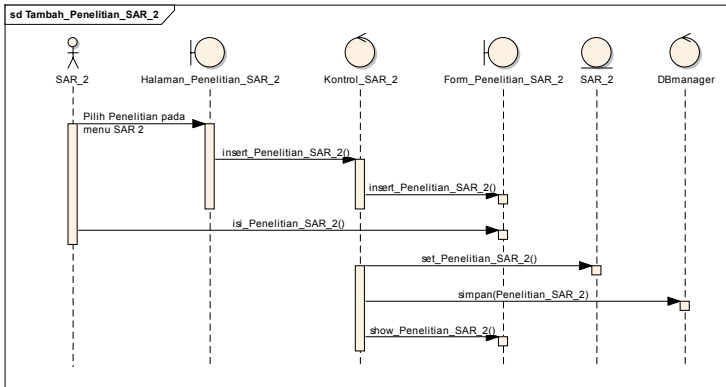 sd Tambah_Penelitian_SAR_2
SAR_2
Halaman_Penelitian_SAR_2
Kontrol_SAR_2
Form_Penelitian_SAR_2
SAR_2
DBmanager
Pilih Penelitian pada
menu SAR 2
insert_Penelitian_SAR_2()
insert_Penelitian_SAR_2()
isi_Penelitian_SAR_2()
set_Penelitian_SAR_2()
simpan(Penelitian_SAR_2)
show_Penelitian_SAR_2()